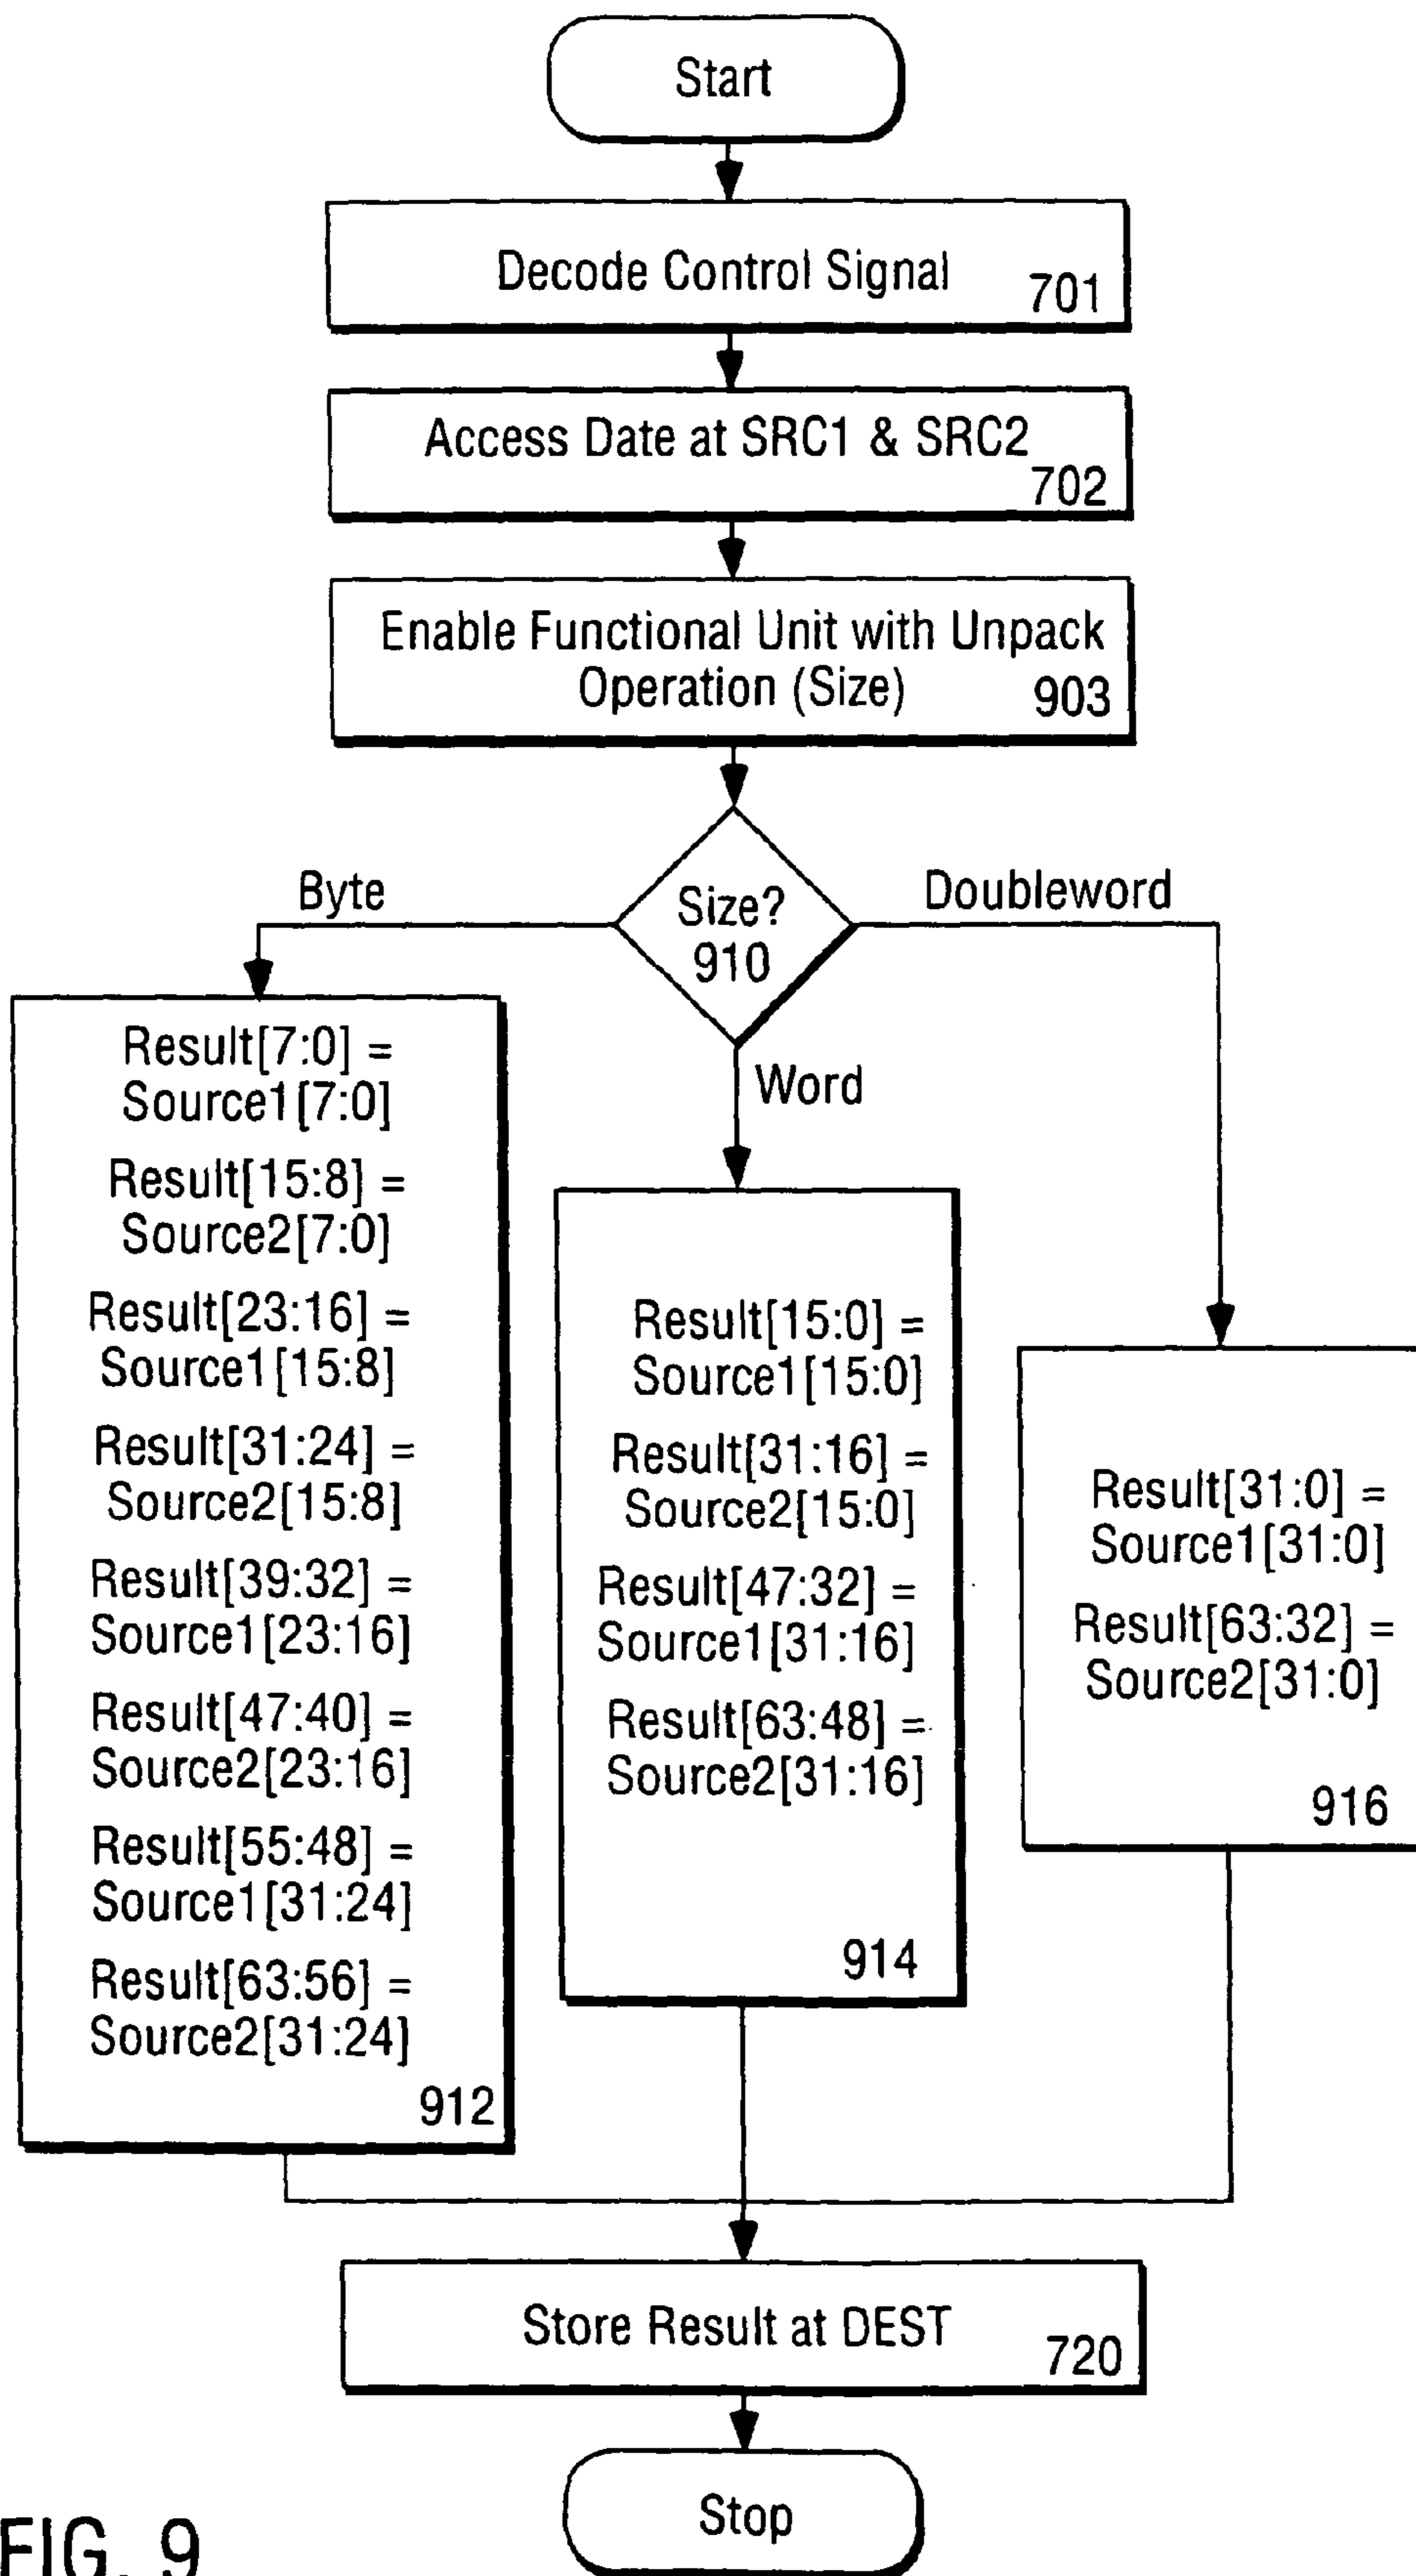 Start
Decode Control Signal
701
Access Date at SRC1 & SRC2
702
Enable Functional Unit with Unpack
Operation (Size)
903
Size?
910
Byte
Word
Doubleword
Result[7:0] =
Source1[7:0]
Result[15:8] =
Source2[7:0]
Result[23:16] =
Source1[15:8]
Result[31:24] =
Source2[15:8]
Result[39:32] =
Source1[23:16]
Result[47:40] =
Source2[23:16]
Result[55:48] =
Source1[31:24]
Result[63:56] =
Source2[31:24]
912
Result[15:0] =
Source1[15:0]
Result[31:16] =
Source2[15:0]
Result[47:32] =
Source1[31:16]
Result[63:48] =
Source2[31:16]
914
Result[31:0] =
Source1[31:0]
Result[63:32] =
Source2[31:0]
916
Store Result at DEST
720
Stop
FIG. 9